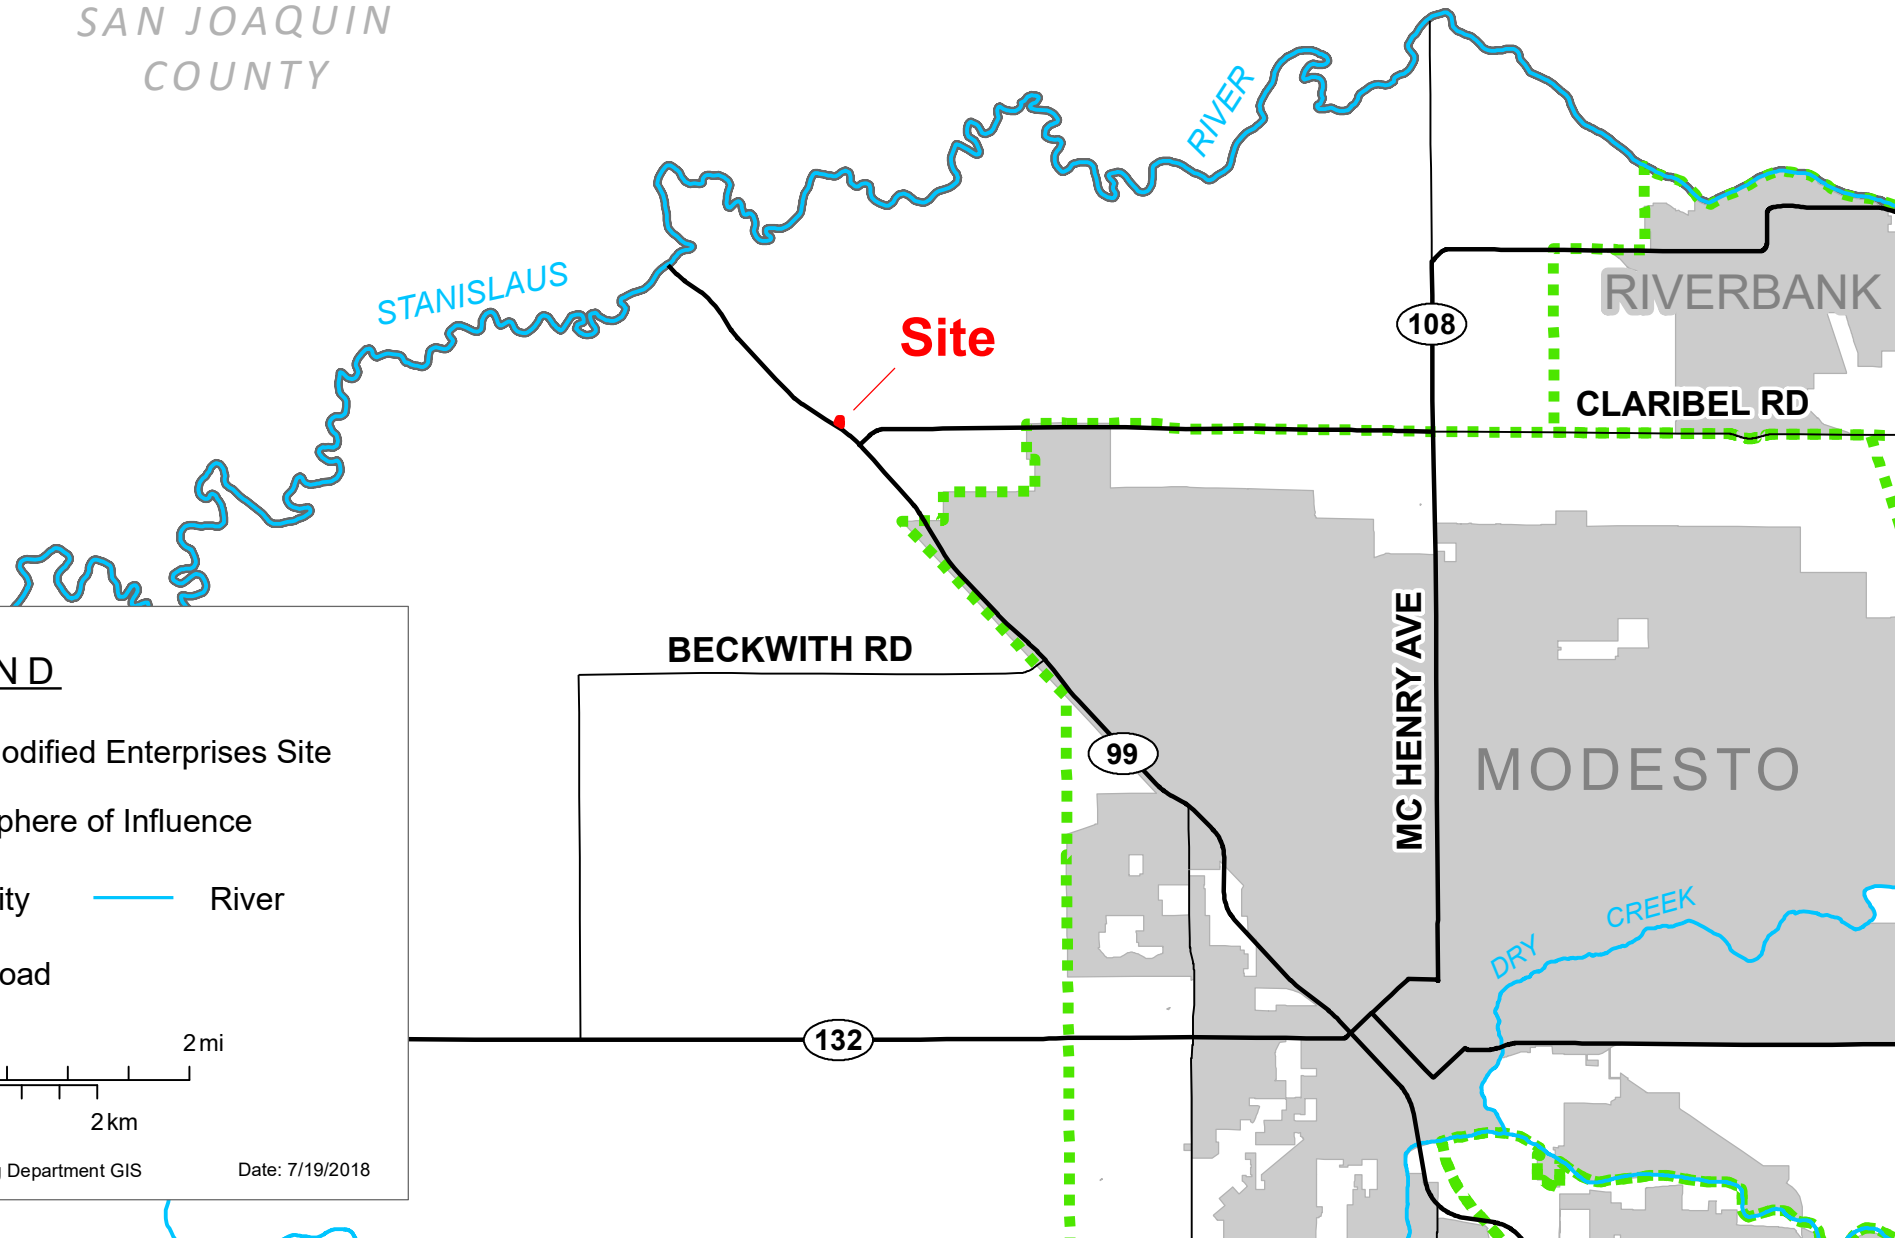 SAN JOAQUIN
COUNTY
RIVER
STANISLAUS
Site
RIVERBANK
108
CLARIBEL RD
BECKWITH RD
MC HENRY AVE
99
MODESTO
CREEK
DRY
132
ND
odified Enterprises Site
phere of Influence
ity
River
oad
2 mi
2 km
g Department GIS
Date: 7/19/2018